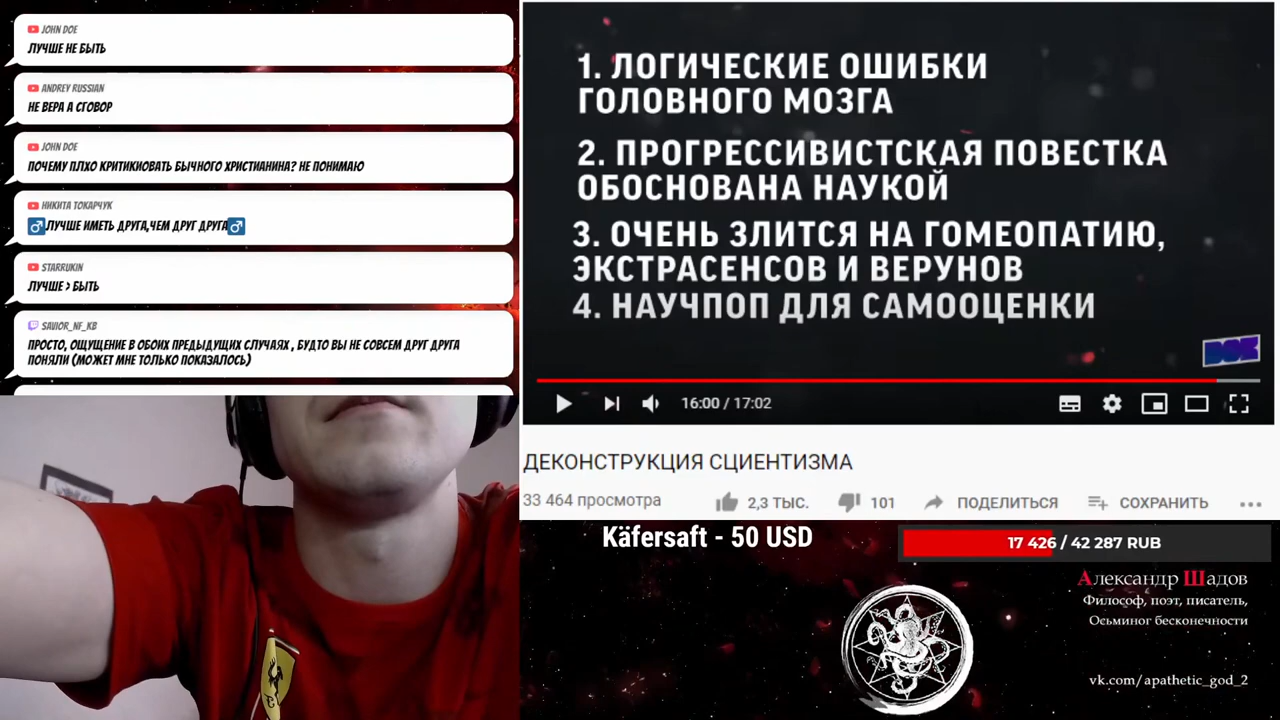 JOHN DOE
ЛУЧШЕ НЕ БЫТЬ
ANDREY RUSSIAN
НЕ ВЕРА А СГОВОР
JOHN DOE
ПОЧЕМУ ПЛХО КРИТИКИОВАТЬ БЫЧНОГО ХРИСТИАНИНА? НЕ ПОНИМАЮ
НИКИТА ТОКАРЧУК
ЛУЧШЕ ИМЕТЬ ДРУГА,ЧЕМ ДРУГ ДРУГА
STARRUKIN
ЛУЧШЕ > БЫТЬ
SAVIOR_NF_KB
ПРОСТО, ОЩУЩЕНИЕ В ОБОИХ ПРЕДЫДУЩИХ СЛУЧАЯХ , БУДТО ВЫ НЕ СОВСЕМ ДРУГ ДРУГА
ПОНЯЛИ (МОЖЕТ МНЕ ТОЛЬКО ПОКАЗАЛОСЬ)
1. ЛОГИЧЕСКИЕ ОШИБКИ
ГОЛОВНОГО МОЗГА
2. ПРОГРЕССИВИСТСКАЯ ПОВЕСТКА
ОБОСНОВАНА НАУКОЙ
3. ОЧЕНЬ ЗЛИТСЯ НА ГОМЕОПАТИЮ,
ЭКСТРАСЕНСОВ И ВЕРУНОВ
4. НАУЧПОП ДЛЯ САМООЦЕНКИ
16:00 / 17:02
ДЕКОНСТРУКЦИЯ СЦИЕНТИЗМА
33 464 просмотра
2,3 ТЫС.
101
ПОДЕЛИТЬСЯ
СОХРАНИТЬ
Käfersaft - 50 USD
17 426 / 42 287 RUB
Александр Шадов
Философ, поэт, писатель,
Осьминог бесконечности
vk.com/apathetic_god_2